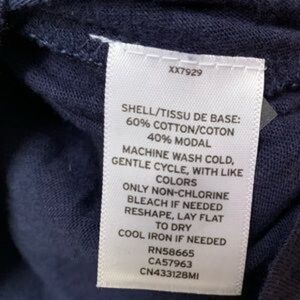 XX7929
SHELL/TISSU DE BASE:
60% COTTON/COTON
40% MODAL
MACHINE WASH COLD,
GENTLE CYCLE, WITH LIKE
COLORS
ONLY NON-CHLORINE
BLEACH IF NEEDED
RESHAPE, LAY FLAT
TO DRY
COOL IRON IF NEEDED
RN58665
CA57963
CN433128MI